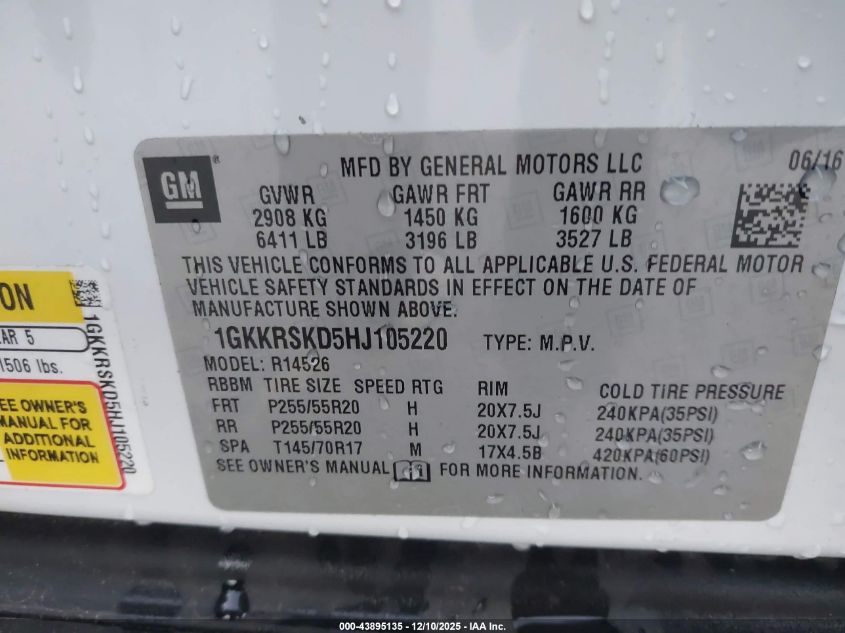 GM
®
MFD BY GENERAL MOTORS LLC
06/16
GVWR GAWR FRT GAWR RR
2908 KG 1450 KG 1600 KG
6411 LB 3196 LB 3527 LB
THIS VEHICLE CONFORMS TO ALL APPLICABLE U.S. FEDERAL MOTOR
VEHICLE SAFETY STANDARDS IN EFFECT ON THE DATE OF
MANUFACTURE SHOWN ABOVE.
1GKKRSKD5HJ105220 TYPE: M.P.V.
MODEL: R14526
RBBM TIRE SIZE SPEED RTG RIM COLD TIRE PRESSURE
FRT P255/55R20 H 20X7.5J 240KPA(35PSI)
RR P255/55R20 H 20X7.5J 240KPA(35PSI)
SPA T145/70R17 M 17X4.5B 420KPA(60PSI)
SEE OWNER'S MANUAL FOR MORE INFORMATION.
ON
AR 5
1506 lbs.
EE OWNER'S
MANUAL FOR
ADDITIONAL
INFORMATION
1GKKRSKD5HJ105220
000-43895135 - 12/10/2025 - IAA Inc.